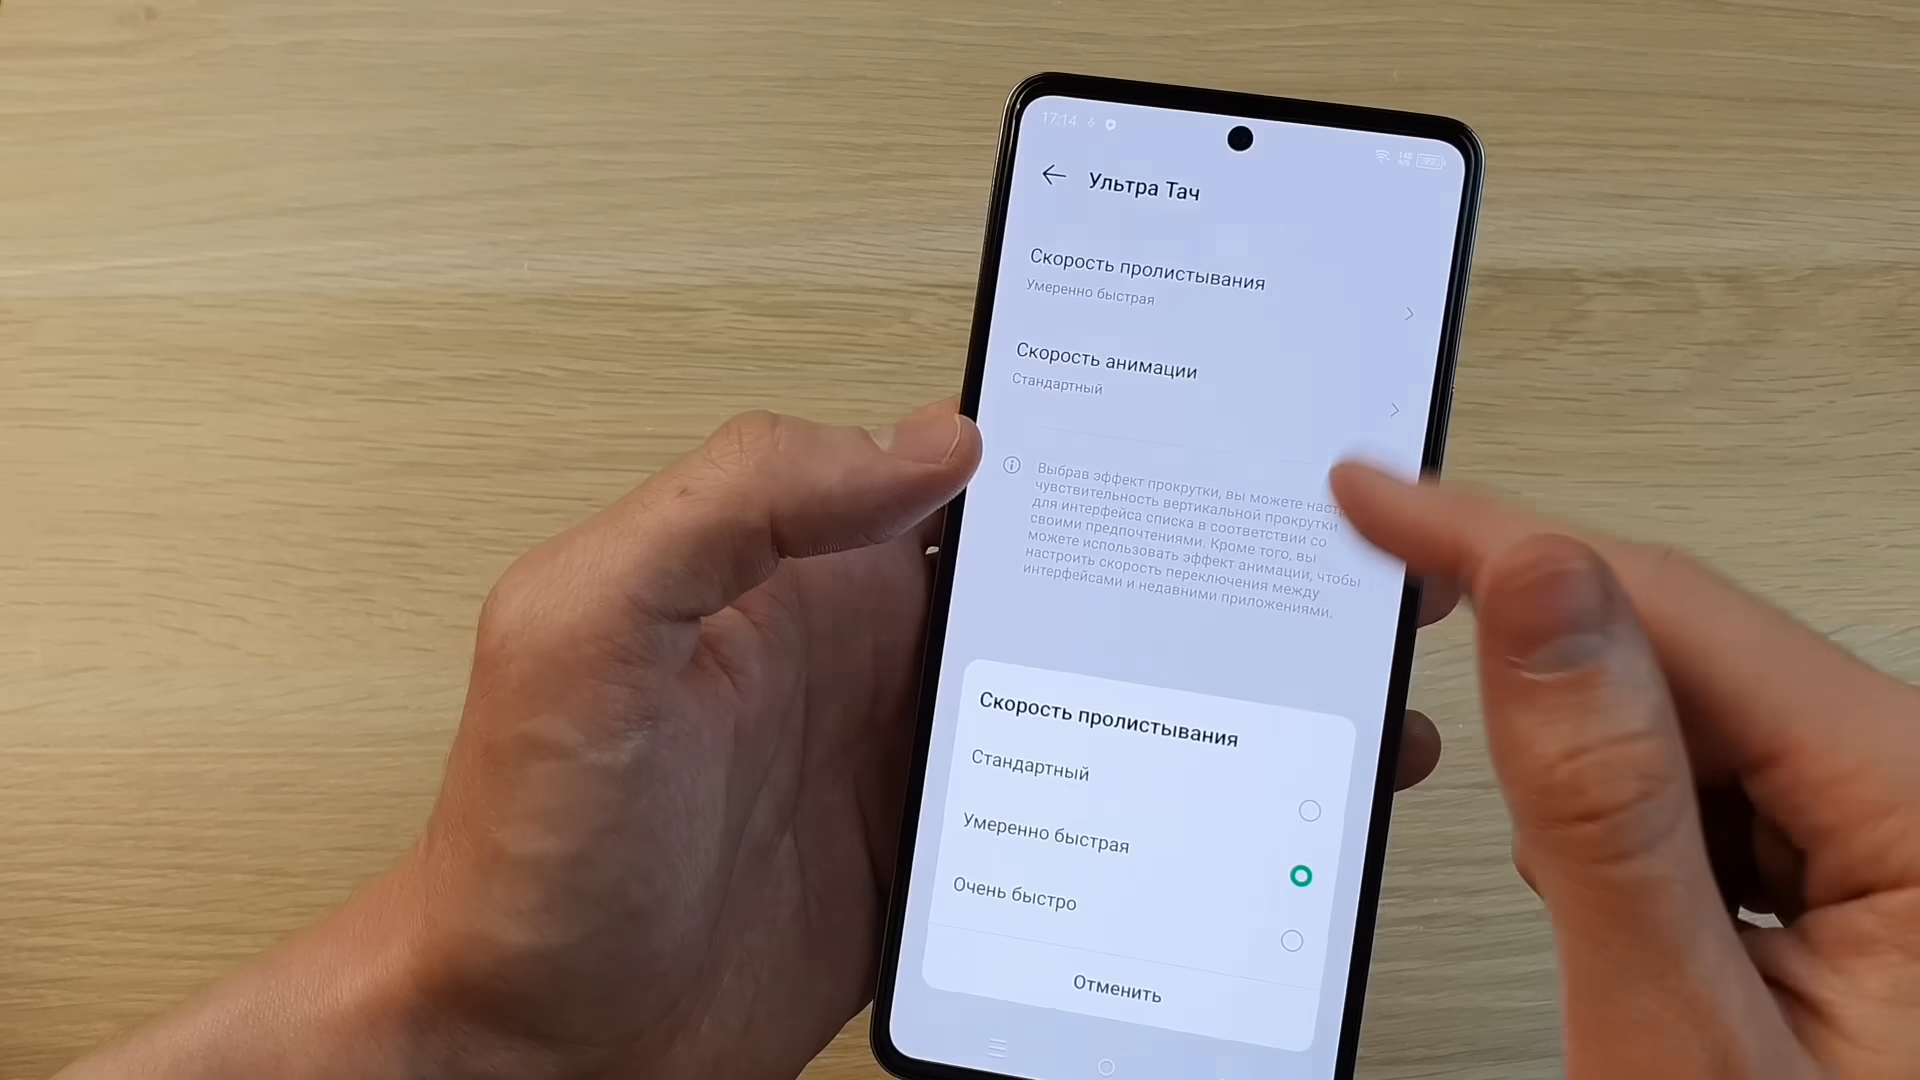 17:14
Ультра Тач
Скорость пролистывания
Умеренно быстрая
Скорость анимации
Стандартный
Выбрав эффект прокрутки, вы можете
чувствительность вертикальной прокрутки
для интерфейса списка в соответствии со
своими предпочтениями. Кроме того, вы
можете использовать эффект анимации, чтобы
настроить скорость переключения между
интерфейсами и недавними приложениями.
Скорость пролистывания
Стандартный
Умеренно быстрая
Очень быстро
Отменить